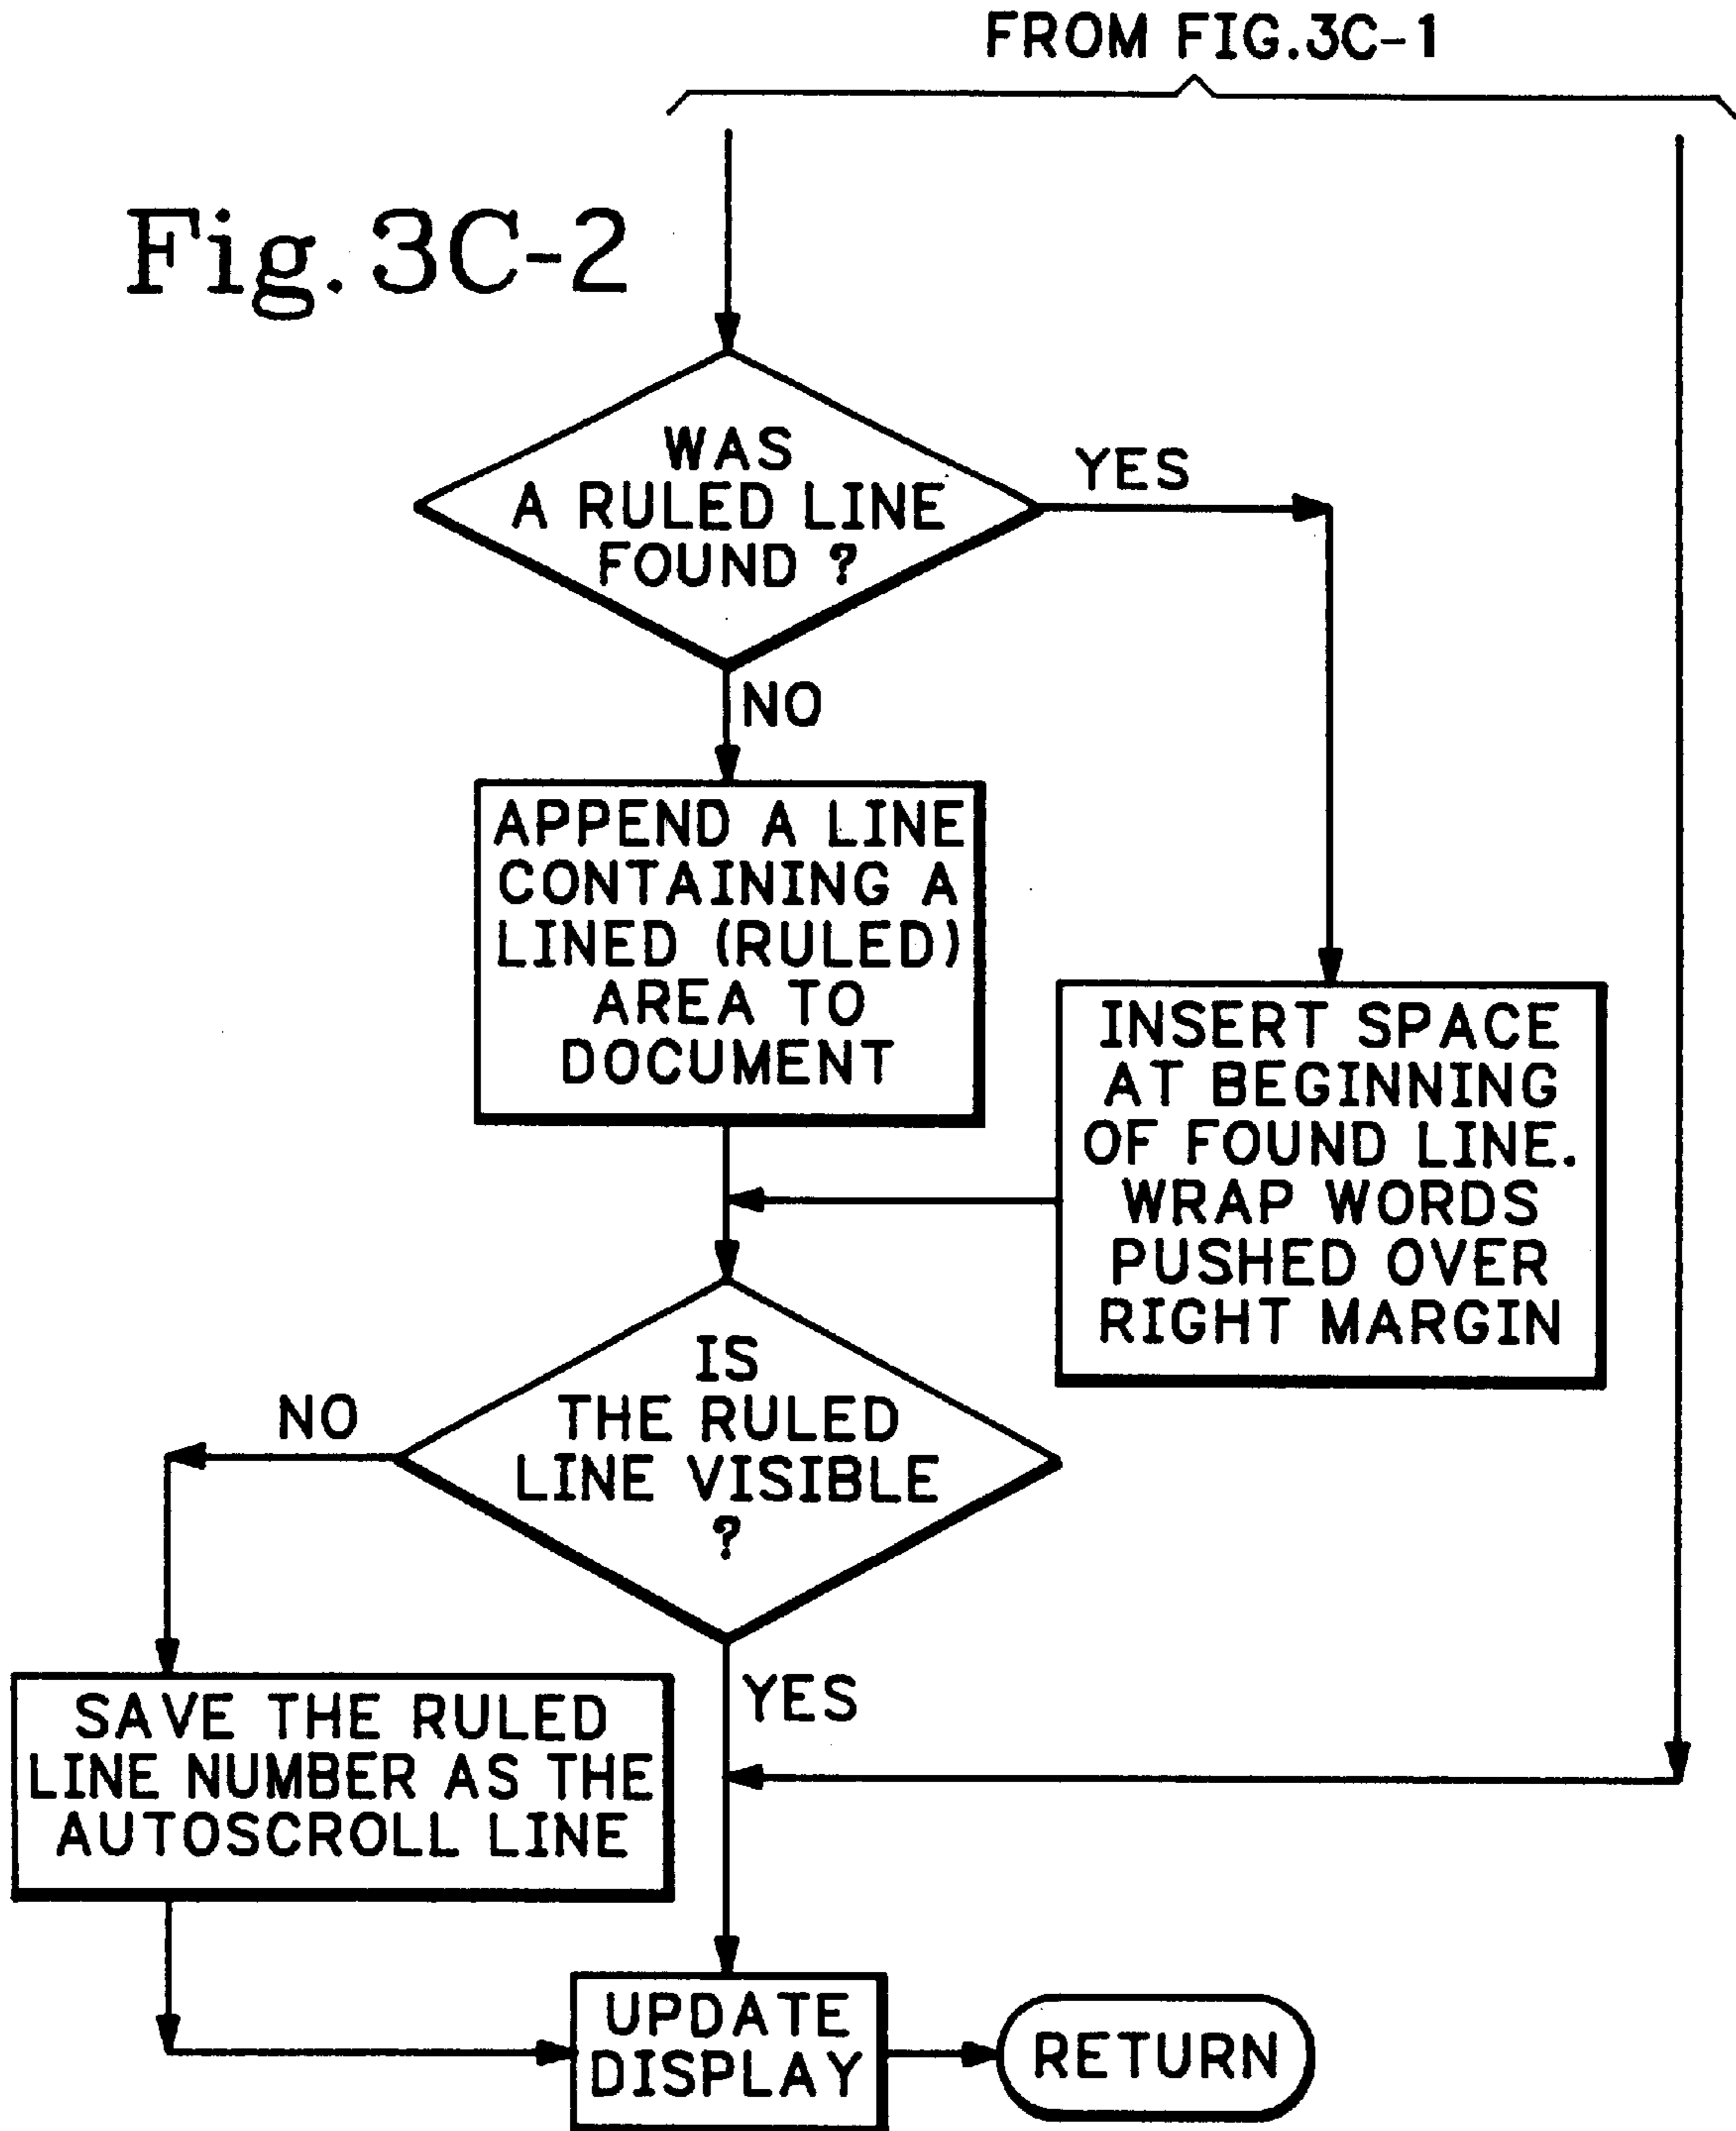 FROM FIG.3C-1
Fig. 3C-2
WAS
A RULED LINE
FOUND ?
YES
NO
APPEND A LINE
CONTAINING A
LINED (RULED)
AREA TO
DOCUMENT
INSERT SPACE
AT BEGINNING
OF FOUND LINE.
WRAP WORDS
PUSHED OVER
RIGHT MARGIN
IS
THE RULED
LINE VISIBLE
?
NO
YES
SAVE THE RULED
LINE NUMBER AS THE
AUTOSCROLL LINE
UPDATE
DISPLAY
RETURN